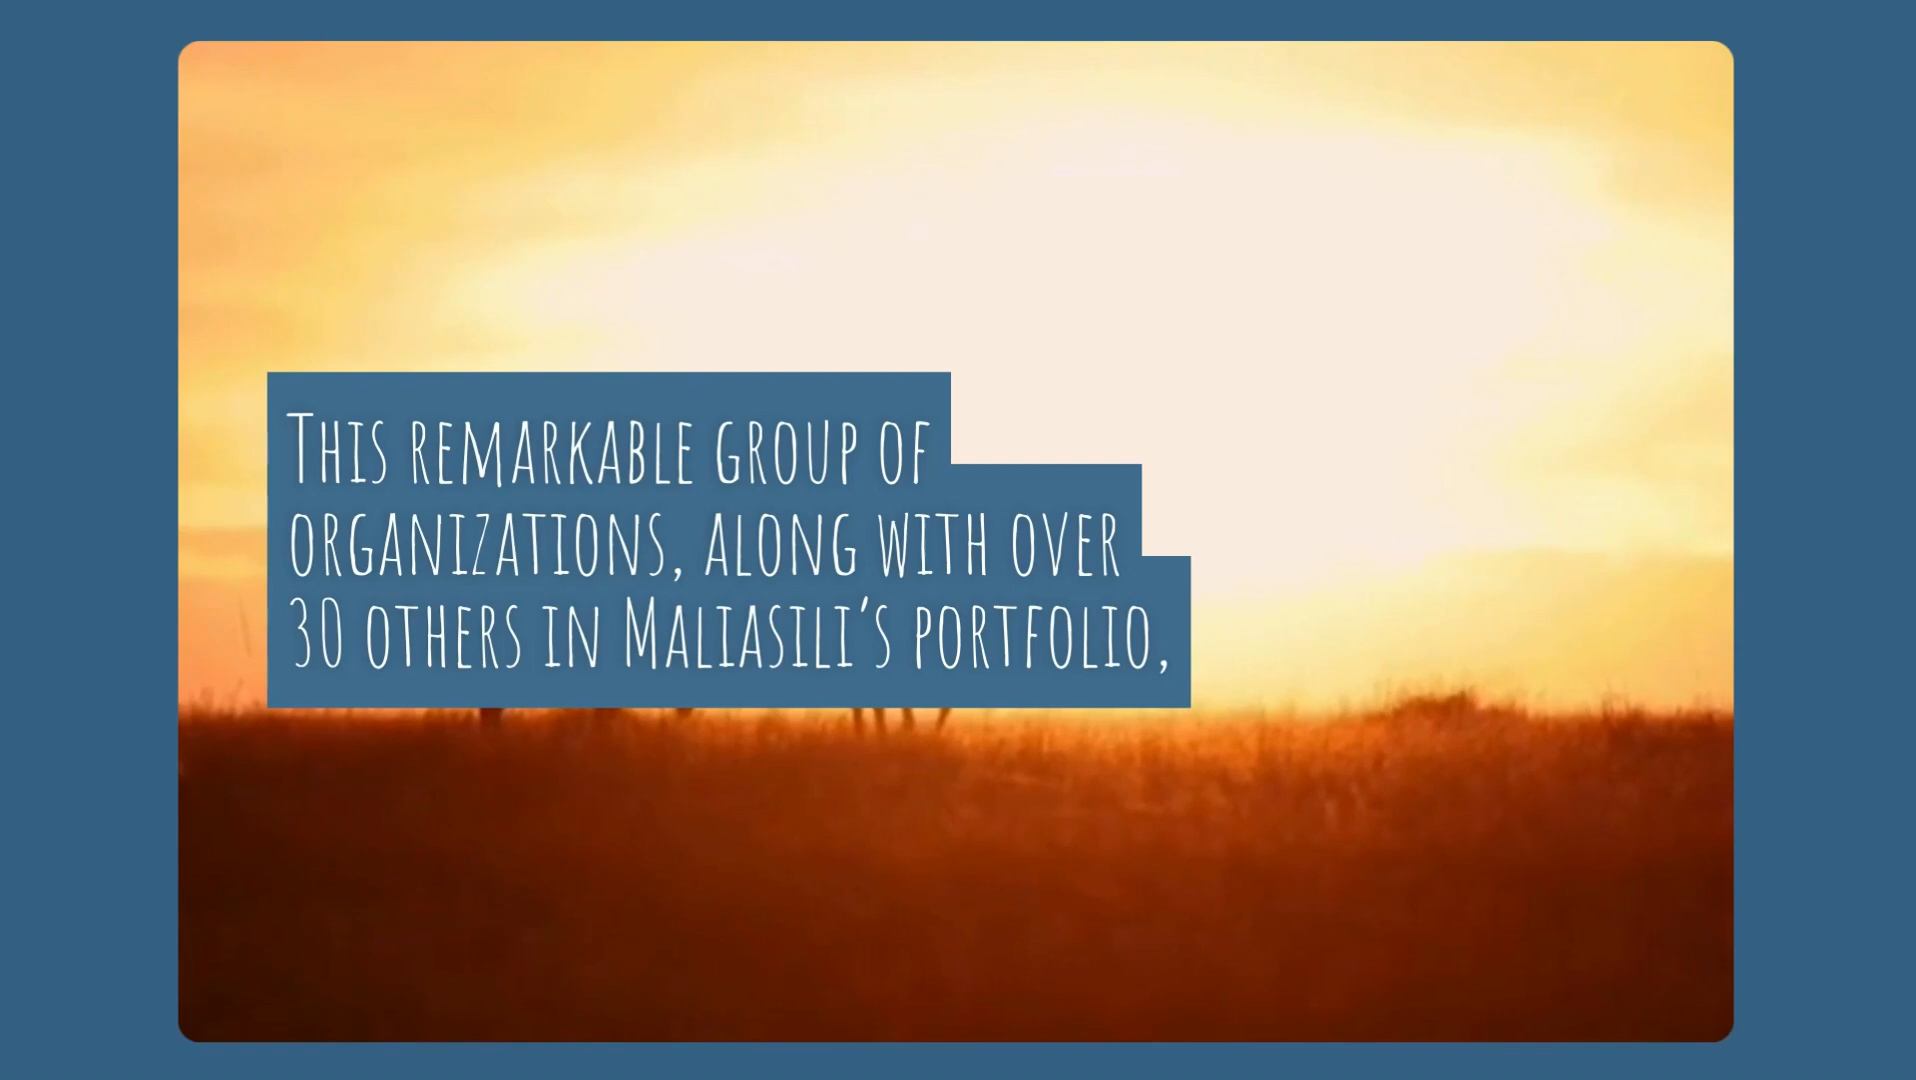 This remarkable group of
organizations, along with over
30 others in Maliasili’s portfolio,